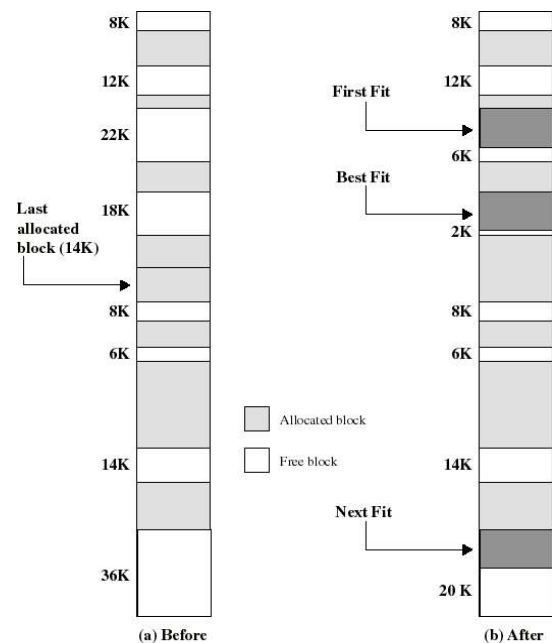 8K
12K
22K
18K
Last
allocated
block (14K)
8K
6K
14K
36K
(a) Before
Allocated block
Free block
8K
12K
First Fit
6K
Best Fit
2K
8K
6K
14K
Next Fit
20 K
(b) After